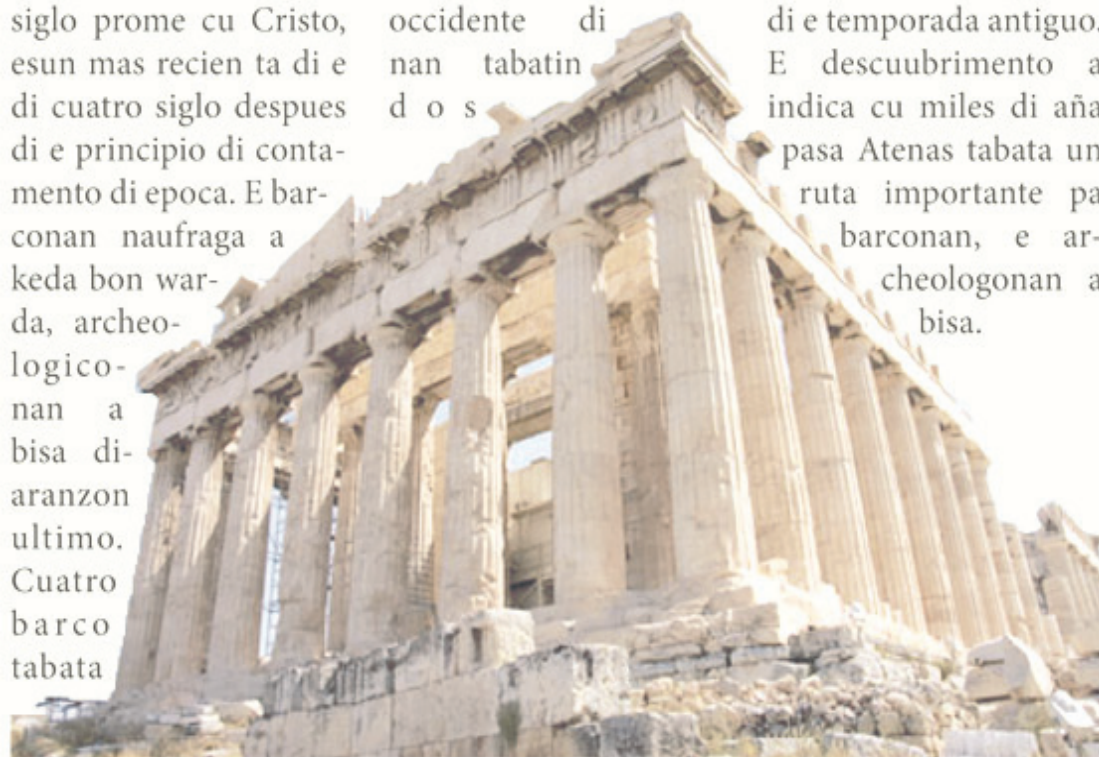 siglo prome cu Cristo,
esun mas recien ta di e
di cuatro siglo despues
di e principio di conta-
mento di epoca. E bar-
conan naufraga a
keda bon war-
da, archeo-
logico-
nan a
bisa di-
aranzon
ultimo.
Cuatro
barco
tabata
occidente di
nan tabatin
dos
di e temporada antiguo.
E descuubrimento a
indica cu miles di aña
pasa Atenas tabata un
ruta importante pa
barconan, e ar-
cheologonan a
bisa.